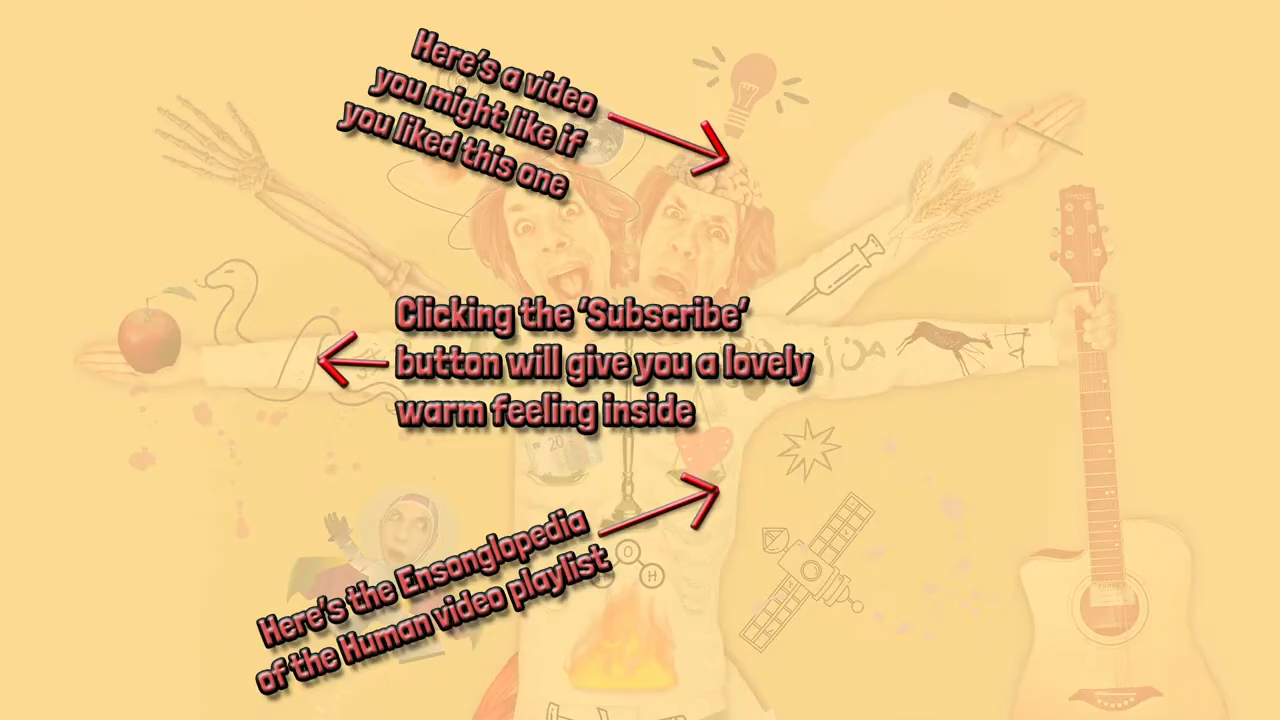 Here's a video
you might like if
you liked this one
Clicking the 'Subscribe'
button will give you a lovely
warm feeling inside
Here's the Ensonglopedia
of the Human video playlist
20
O
H